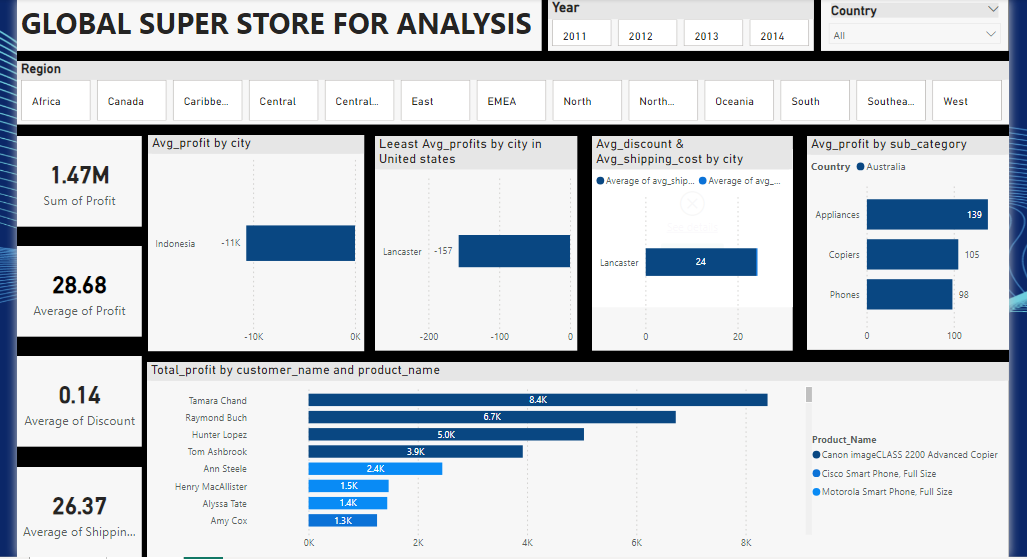 GLOBAL SUPER STORE FOR ANALYSIS
Year
2011
2012
2013
2014
Country
All
Region
Africa
Canada
Caribbe...
Central
Central...
East
EMEA
North
North...
Oceania
South
Southea...
West
1.47M
Sum of Profit
28.68
Average of Profit
0.14
Average of Discount
26.37
Average of Shippin...
Avg_profit by city
Indonesia
-11K
-10K
0K
Leeast Avg_profits by city in
United states
Lancaster
-157
-200
-100
0
Avg_discount &
Avg_shipping_cost by city
Average of avg_ship...
Average of avg_...
Lancaster
24
0
20
Avg_profit by sub_category
Country
Australia
Appliances
139
Copiers
105
Phones
98
0
100
Total_profit by customer_name and product_name
Tamara Chand
8.4K
Raymond Buch
6.7K
Hunter Lopez
5.0K
Tom Ashbrook
3.9K
Ann Steele
2.4K
Henry MacAllister
1.5K
Alyssa Tate
1.4K
Amy Cox
1.3K
0K
2K
4K
6K
8K
Product_Name
Canon imageCLASS 2200 Advanced Copier
Cisco Smart Phone, Full Size
Motorola Smart Phone, Full Size